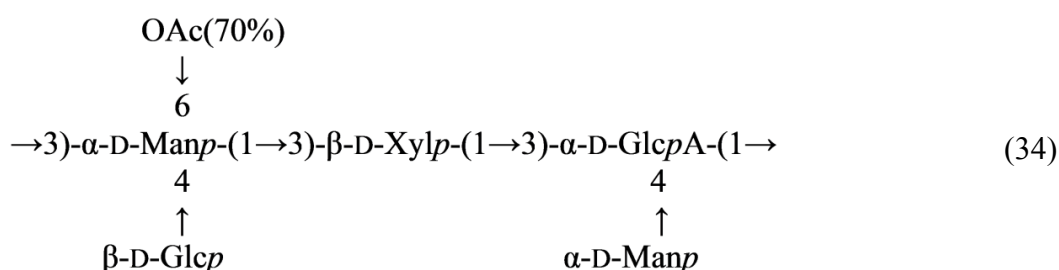 OAc(70%)
↓
6
→3)-α-D-Manp-(1→3)-β-D-Xylp-(1→3)-α-D-GlcpA-(1→ (34)
4 4
↑ ↑
β-D-Glcp α-D-Manp